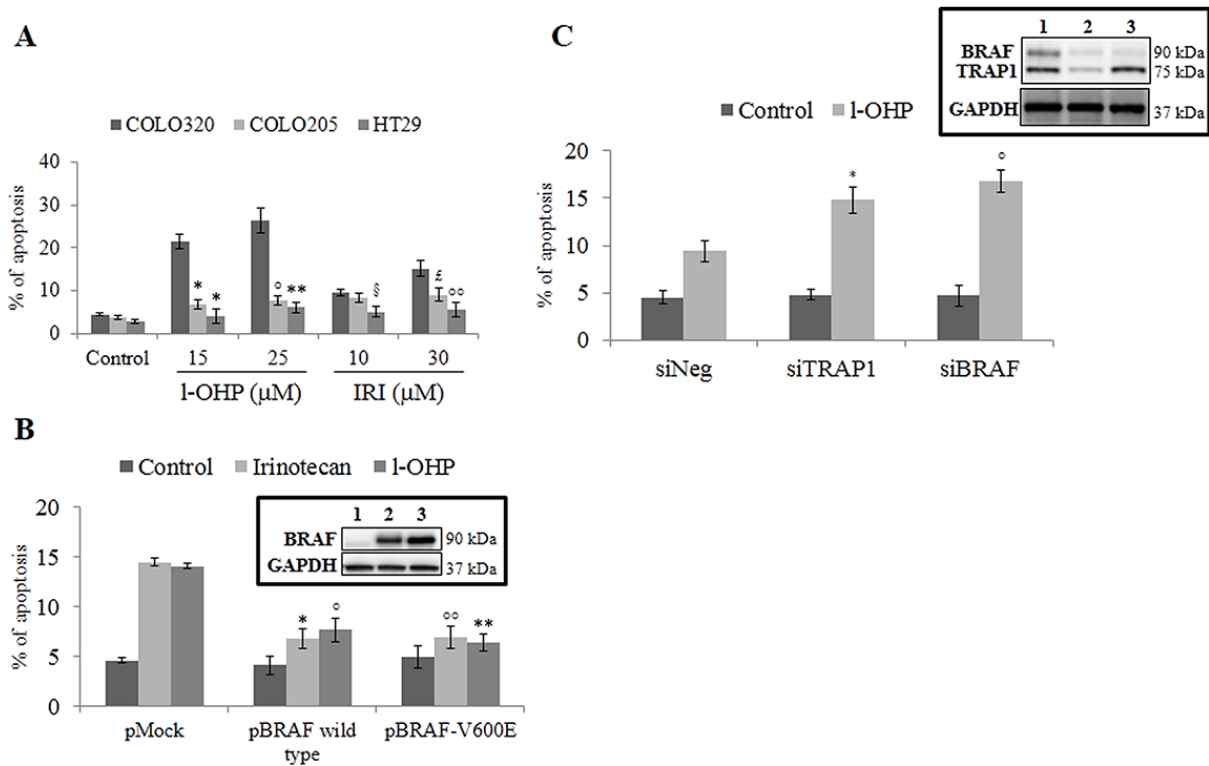 A
COLO320 COLO205 HT29
% of apoptosis
40
30
20
10
0
* * ° ** § £ °°
Control 15 25 10 30
l-OHP (µM) IRI (µM)
B
Control Irinotecan l-OHP
% of apoptosis
20
15
10
5
0
1 2 3
BRAF 90 kDa
GAPDH 37 kDa
* ° °° **
pMock pBRAF wild type pBRAF-V600E
C
1 2 3
BRAF 90 kDa
TRAP1 75 kDa
GAPDH 37 kDa
Control l-OHP
% of apoptosis
20
15
10
5
0
* °
siNeg siTRAP1 siBRAF